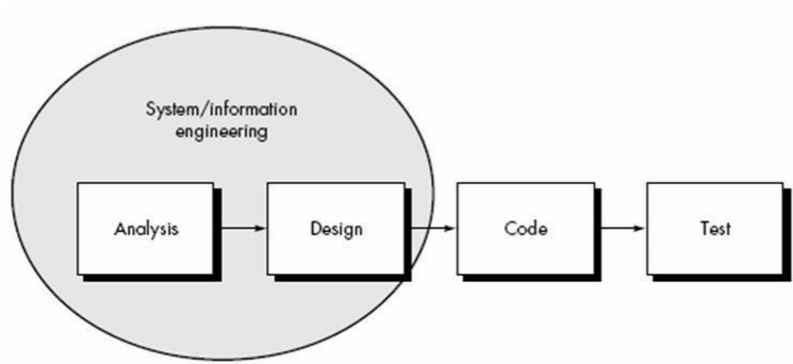 System/information
engineering
Analysis
Design
Code
Test